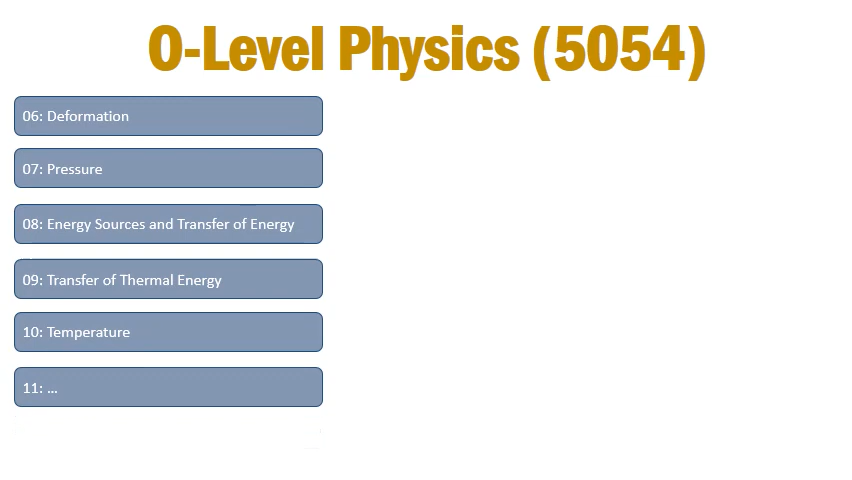 O-Level Physics (5054)
06: Deformation
07: Pressure
08: Energy Sources and Transfer of Energy
09: Transfer of Thermal Energy
10: Temperature
11: ...